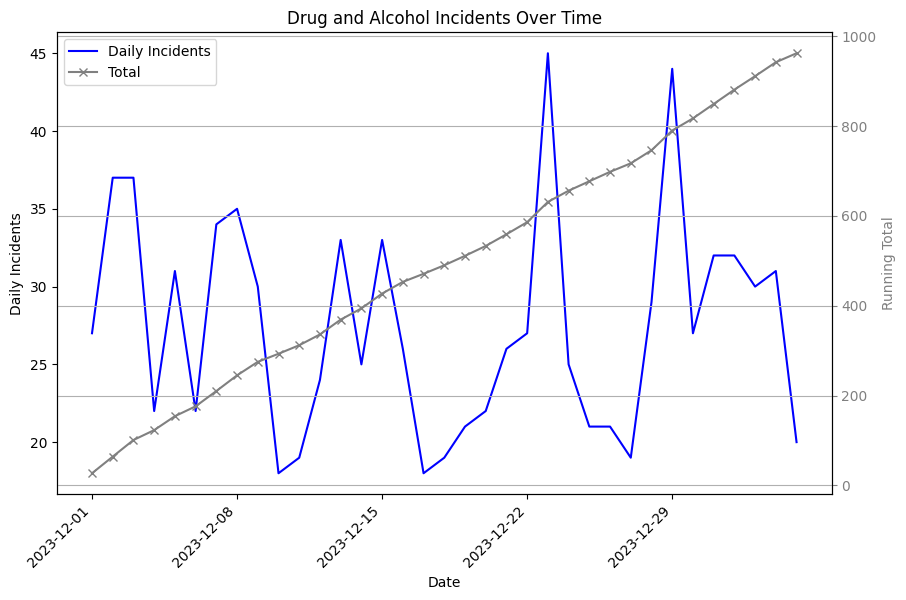 Drug and Alcohol Incidents Over Time
Daily Incidents
Total
45
40
35
30
25
20
Daily Incidents
1000
800
600
400
200
0
Running Total
2023-12-01
2023-12-08
2023-12-15
2023-12-22
2023-12-29
Date